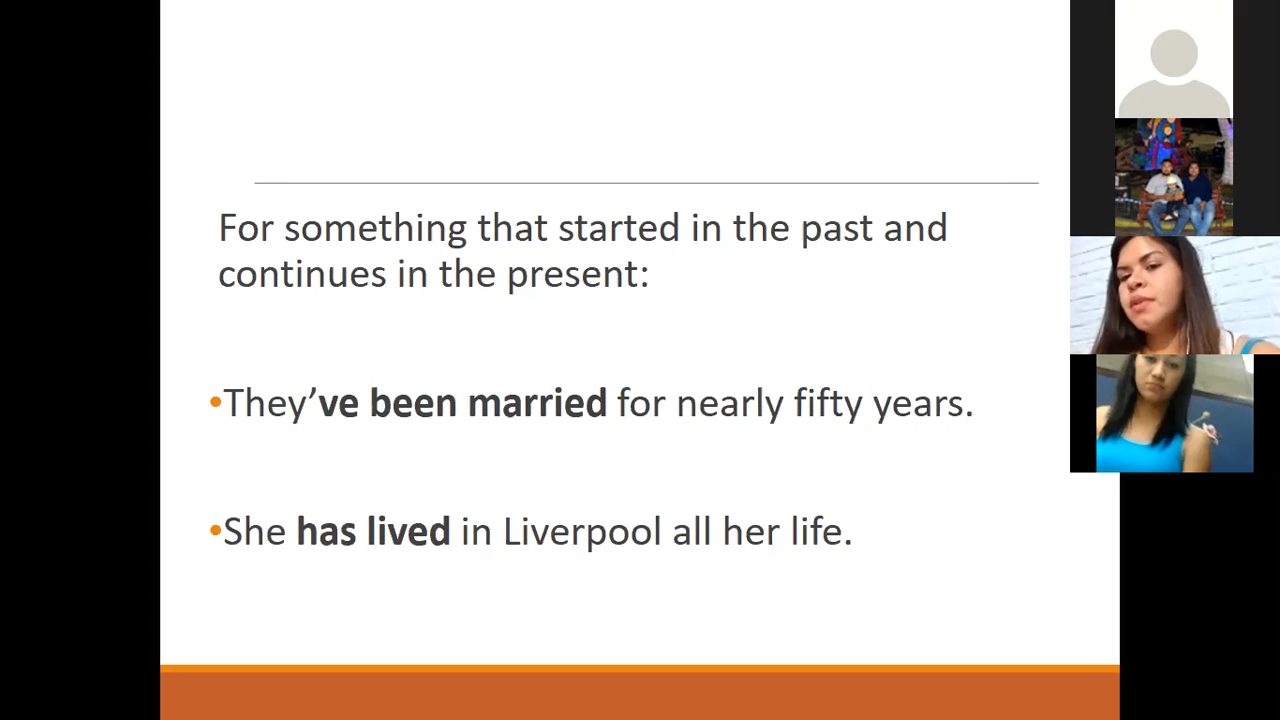 For something that started in the past and
continues in the present:
•They’ve been married for nearly fifty years.
•She has lived in Liverpool all her life.